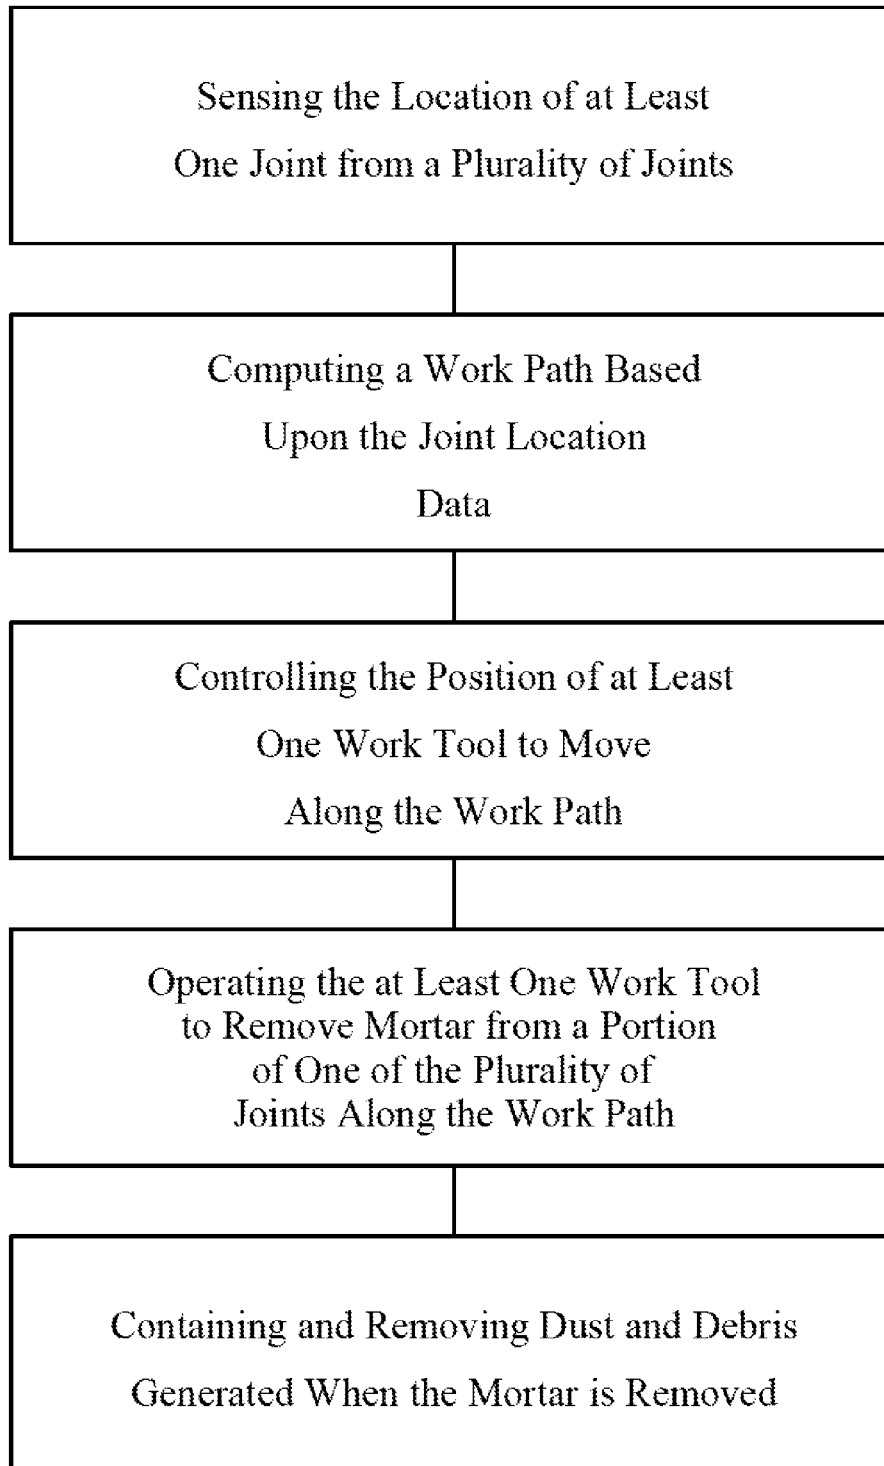 Sensing the Location of at Least
One Joint from a Plurality of Joints
Computing a Work Path Based
Upon the Joint Location
Data
Controlling the Position of at Least
One Work Tool to Move
Along the Work Path
Operating the at Least One Work Tool
to Remove Mortar from a Portion
of One of the Plurality of
Joints Along the Work Path
Containing and Removing Dust and Debris
Generated When the Mortar is Removed